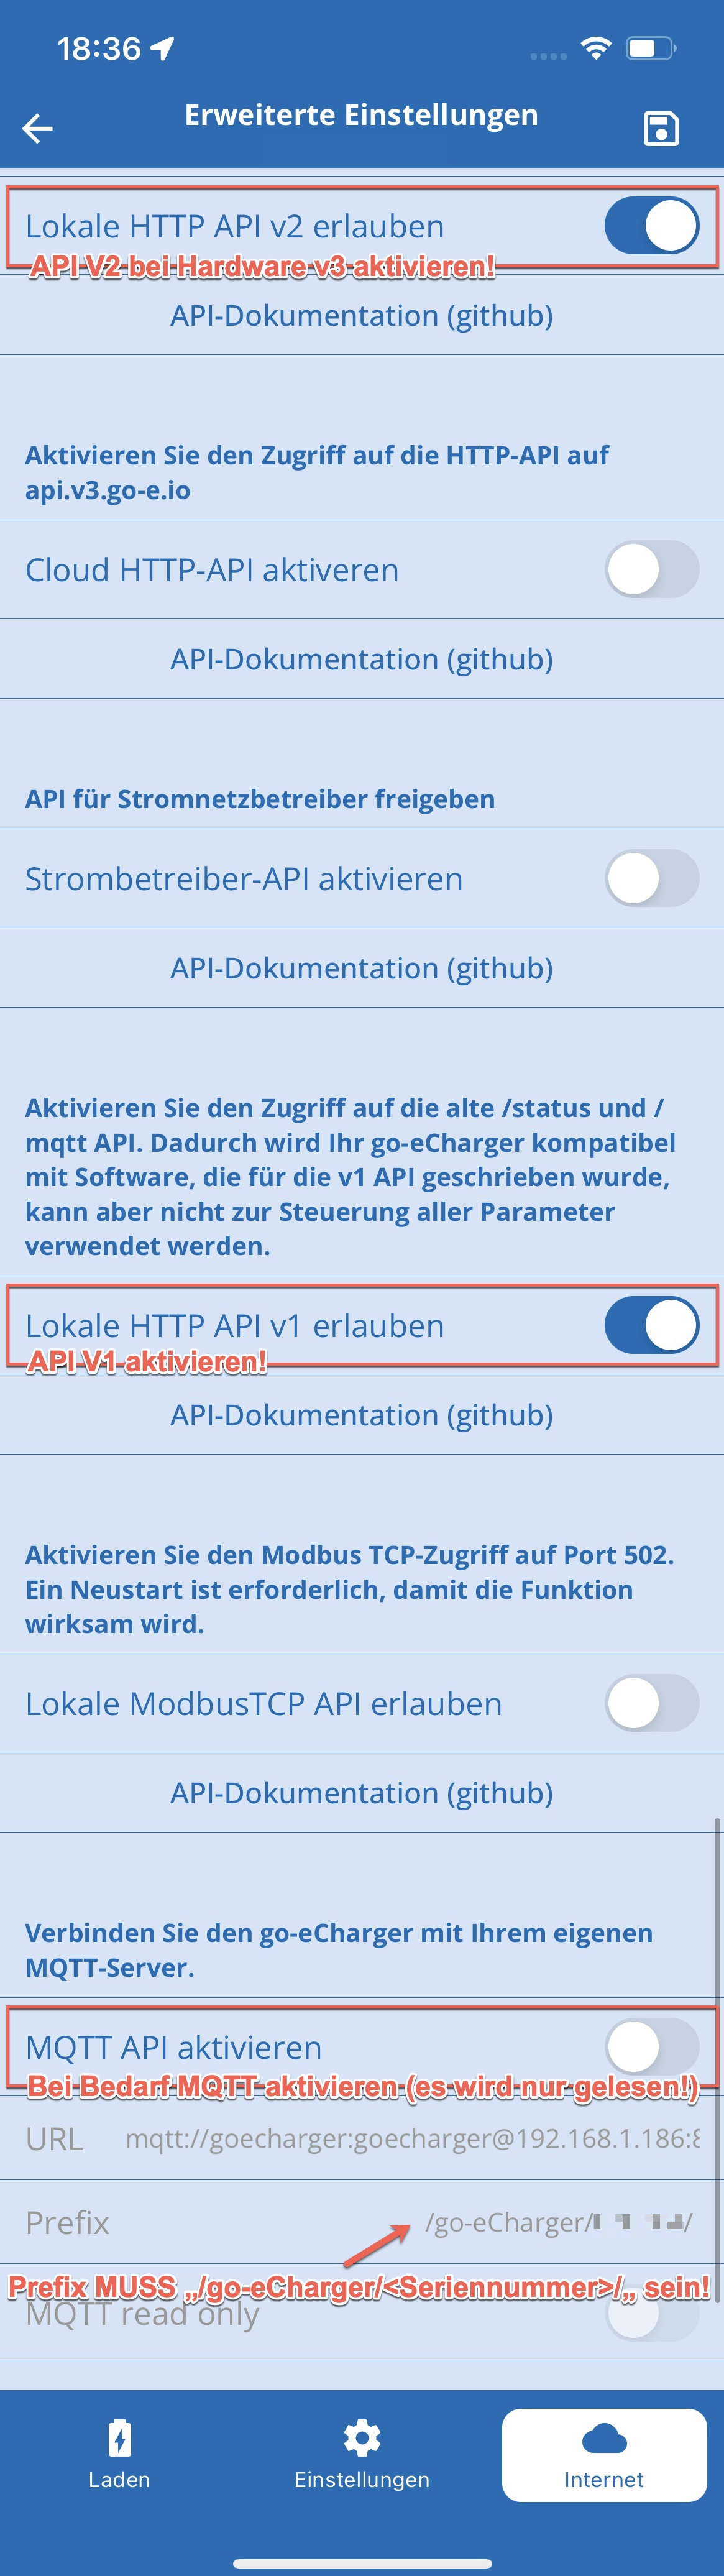 18:36
Erweiterte Einstellungen
Lokale HTTP API v2 erlauben
API V2 bei Hardware v3 aktivieren!
API-Dokumentation (github)
Aktivieren Sie den Zugriff auf die HTTP-API auf
api.v3.go-e.io
Cloud HTTP-API aktiveren
API-Dokumentation (github)
API für Stromnetzbetreiber freigeben
Strombetreiber-API aktivieren
API-Dokumentation (github)
Aktivieren Sie den Zugriff auf die alte /status und /
mqtt API. Dadurch wird Ihr go-eCharger kompatibel
mit Software, die für die v1 API geschrieben wurde,
kann aber nicht zur Steuerung aller Parameter
verwendet werden.
Lokale HTTP API v1 erlauben
API V1 aktivieren!
API-Dokumentation (github)
Aktivieren Sie den Modbus TCP-Zugriff auf Port 502.
Ein Neustart ist erforderlich, damit die Funktion
wirksam wird.
Lokale ModbusTCP API erlauben
API-Dokumentation (github)
Verbinden Sie den go-eCharger mit Ihrem eigenen
MQTT-Server.
MQTT API aktivieren
Bei Bedarf MQTT aktivieren (es wird nur gelesen!)
URL mqtt://goecharger:goecharger@192.168.1.186:
Prefix /go-eCharger/
Prefix MUSS „/go-eCharger/<Seriennummer>/„ sein!
MQTT read only
Laden
Einstellungen
Internet